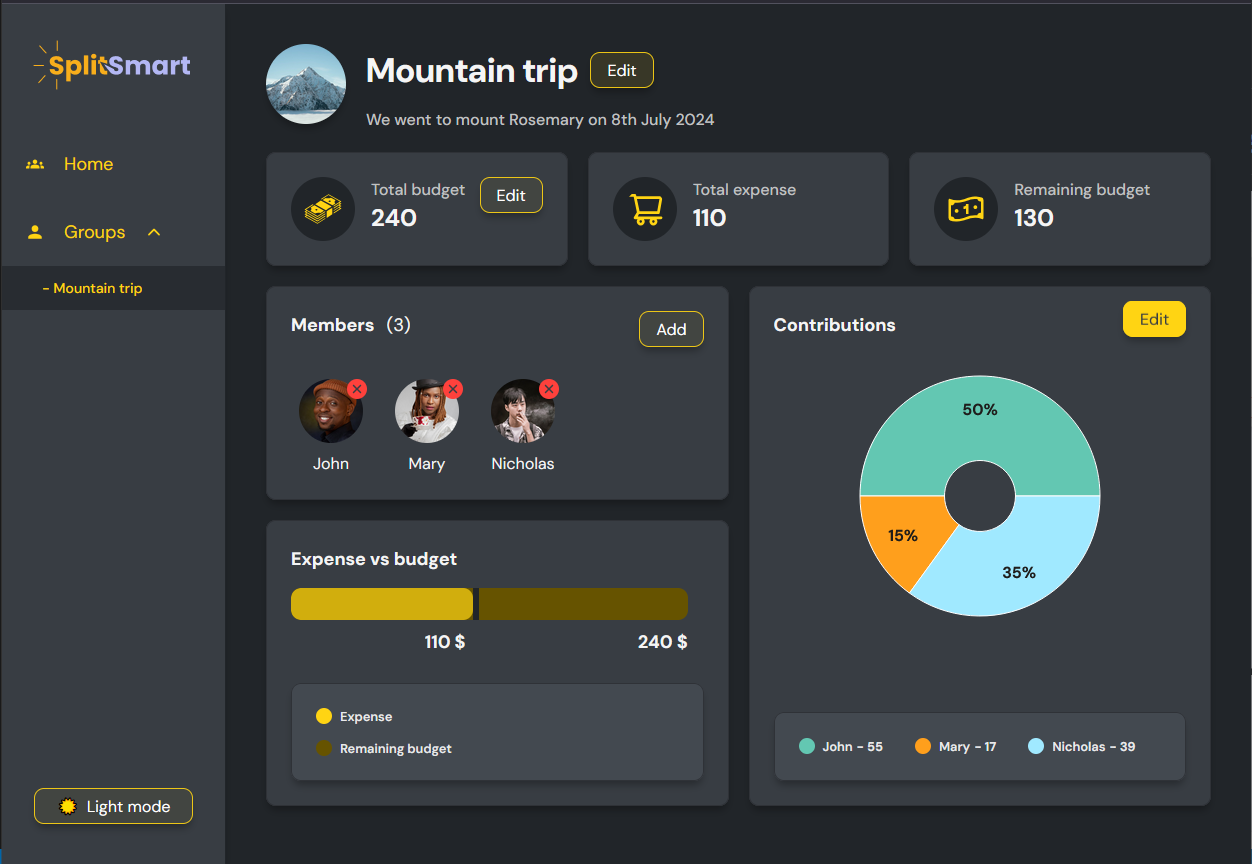 SplitSmart
Home
Groups
- Mountain trip
Light mode
Mountain trip
Edit
We went to mount Rosemary on 8th July 2024
Total budget
240
Edit
Total expense
110
Remaining budget
130
1
Members (3)
Add
John
Mary
Nicholas
Expense vs budget
110 $
240 $
Expense
Remaining budget
Contributions
Edit
50%
15%
35%
John - 55
Mary - 17
Nicholas - 39